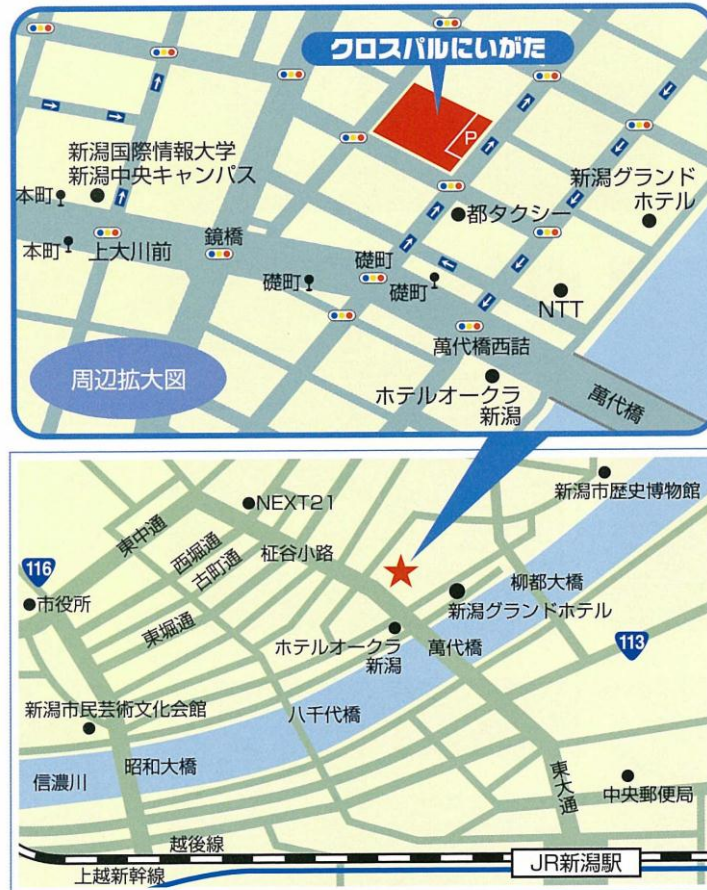 クロスパルにいがた
P
新潟国際情報大学
新潟中央キャンパス
新潟グランド
ホテル
都タクシー
本町
本町
上大川前
鏡橋
礎町
礎町
礎町
NTT
萬代橋西詰
周辺拡大図
ホテルオークラ
新潟
萬代橋
新潟市歴史博物館
NEXT21
東中通
西堀通
古町通
柾谷小路
116
市役所
東堀通
柳都大橋
新潟グランドホテル
ホテルオークラ
新潟
萬代橋
113
新潟市民芸術文化会館
八千代橋
信濃川
昭和大橋
東大通
中央郵便局
越後線
JR新潟駅
上越新幹線